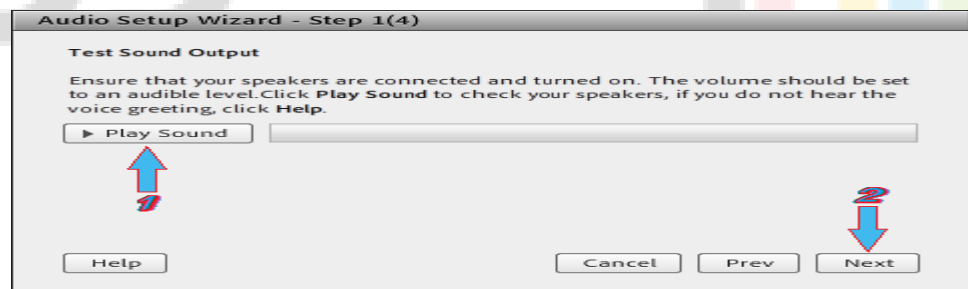 Audio Setup Wizard - Step 1(4)
Test Sound Output
Ensure that your speakers are connected and turned on. The volume should be set
to an audible level.Click Play Sound to check your speakers, if you do not hear the
voice greeting, click Help.
Play Sound
1
2
Help Cancel Prev Next